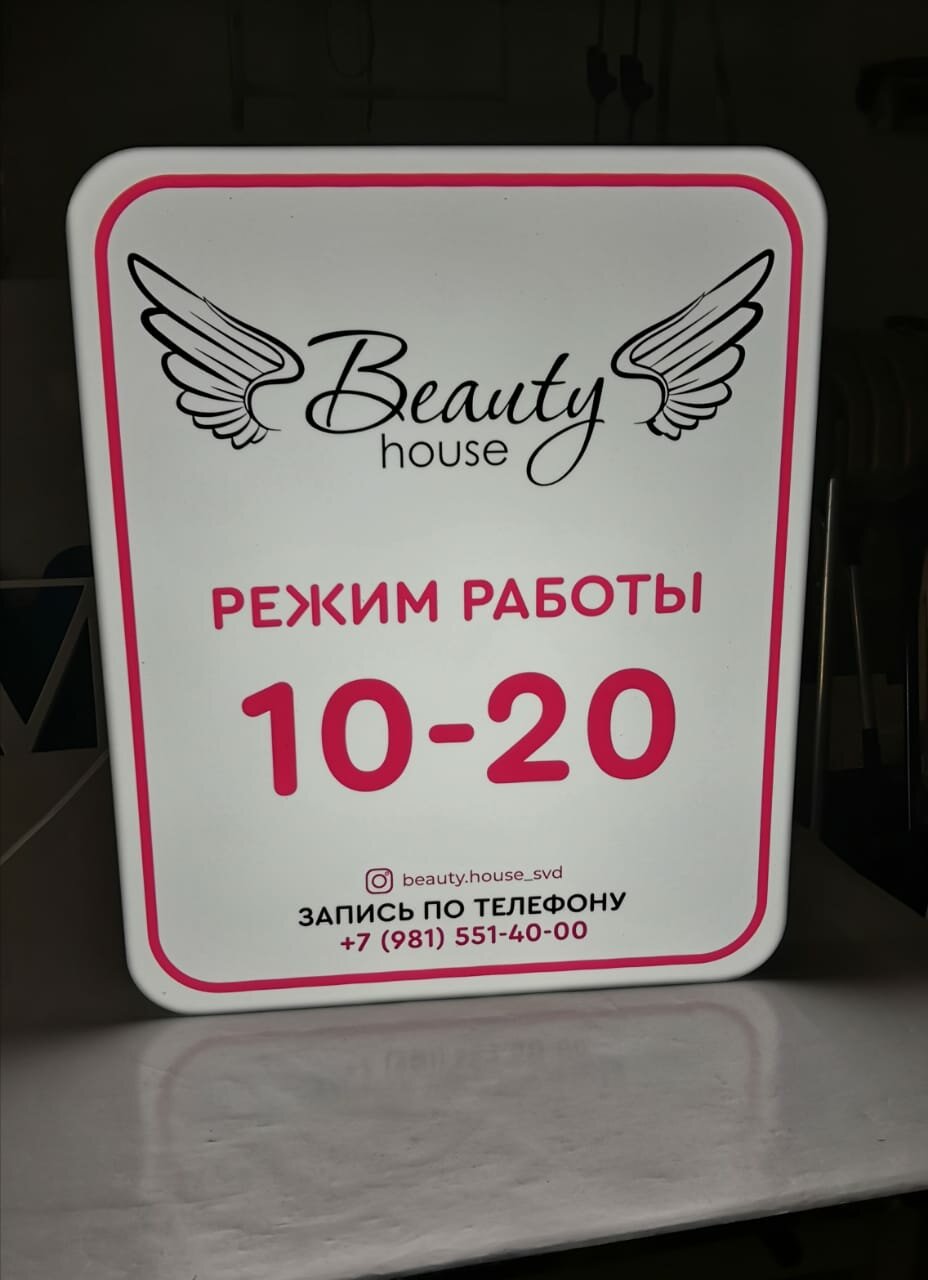 Beauty
house
РЕЖИМ РАБОТЫ
10-20
beauty.house_svd
ЗАПИСЬ ПО ТЕЛЕФОНУ
+7 (981) 551-40-00